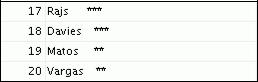 17 Rajs ***
18 Davies ***
19 Matos **
20 Vargas **